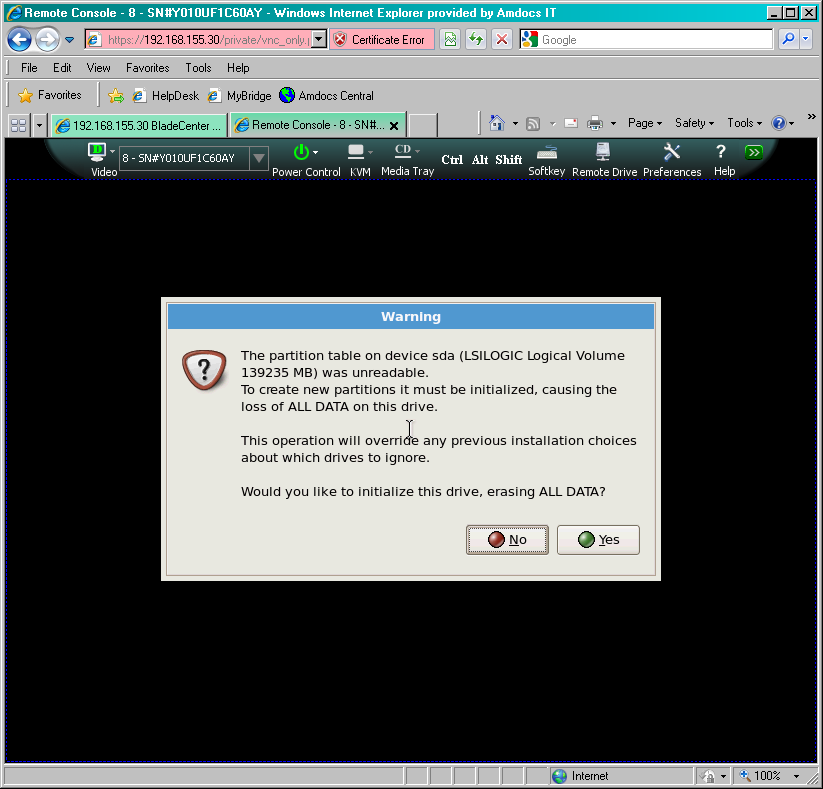 Remote Console - 8 - SN#Y010UF1C60AY - Windows Internet Explorer provided by Amdocs IT
https://192.168.155.30/private/vnc_only.
Certificate Error
Google
File Edit View Favorites Tools Help
Favorites HelpDesk MyBridge Amdocs Central
192.168.155.30 BladeCenter ...
Remote Console - 8 - SN#...
Page Safety Tools
8 - SN#Y010UF1C60AY
CD
Ctrl Alt Shift
Video Power Control KVM Media Tray Softkey Remote Drive Preferences Help
Warning
The partition table on device sda (LSILOGIC Logical Volume
139235 MB) was unreadable.
To create new partitions it must be initialized, causing the
loss of ALL DATA on this drive.
This operation will override any previous installation choices
about which drives to ignore.
Would you like to initialize this drive, erasing ALL DATA?
No Yes
Internet 100%